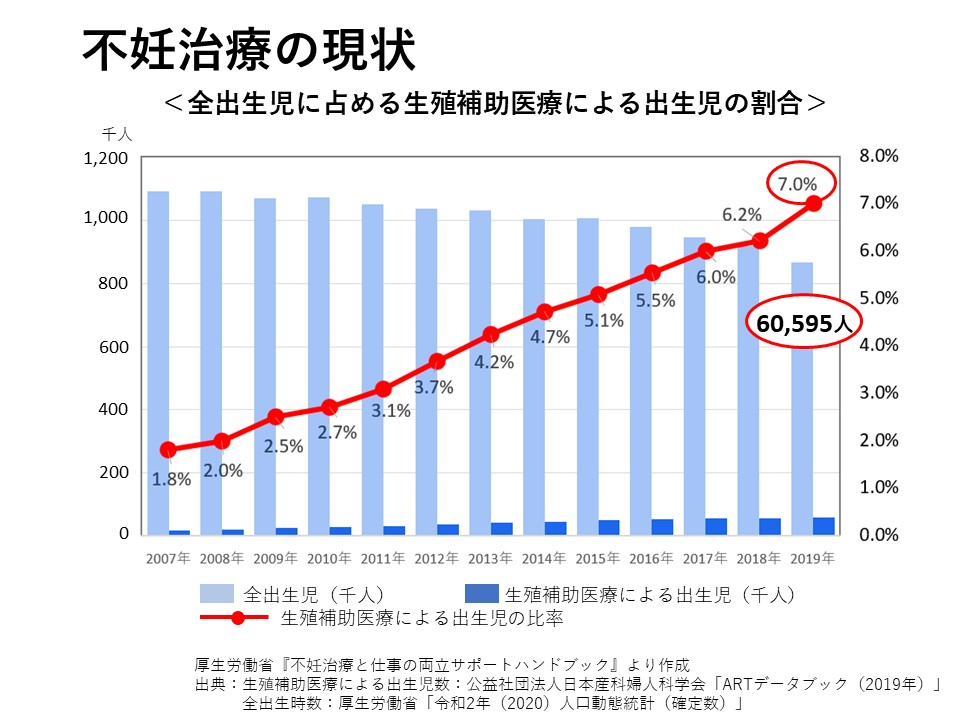 不妊治療の現状
＜全出生児に占める生殖補助医療による出生児の割合＞
千人
1,200
1,000
800
600
400
200
0
8.0%
7.0%
6.0%
5.0%
4.0%
3.0%
2.0%
1.0%
0.0%
1.8%
2.0%
2.5%
2.7%
3.1%
3.7%
4.2%
4.7%
5.1%
5.5%
6.0%
6.2%
7.0%
60,595人
2007年 2008年 2009年 2010年 2011年 2012年 2013年 2014年 2015年 2016年 2017年 2018年 2019年
全出生児（千人） 生殖補助医療による出生児（千人）
生殖補助医療による出生児の比率
厚生労働省『不妊治療と仕事の両立サポートハンドブック』より作成
出典：生殖補助医療による出生児数：公益社団法人日本産科婦人科学会「ARTデータブック（2019年）」
全出生時数：厚生労働省「令和2年（2020）人口動態統計（確定数）」